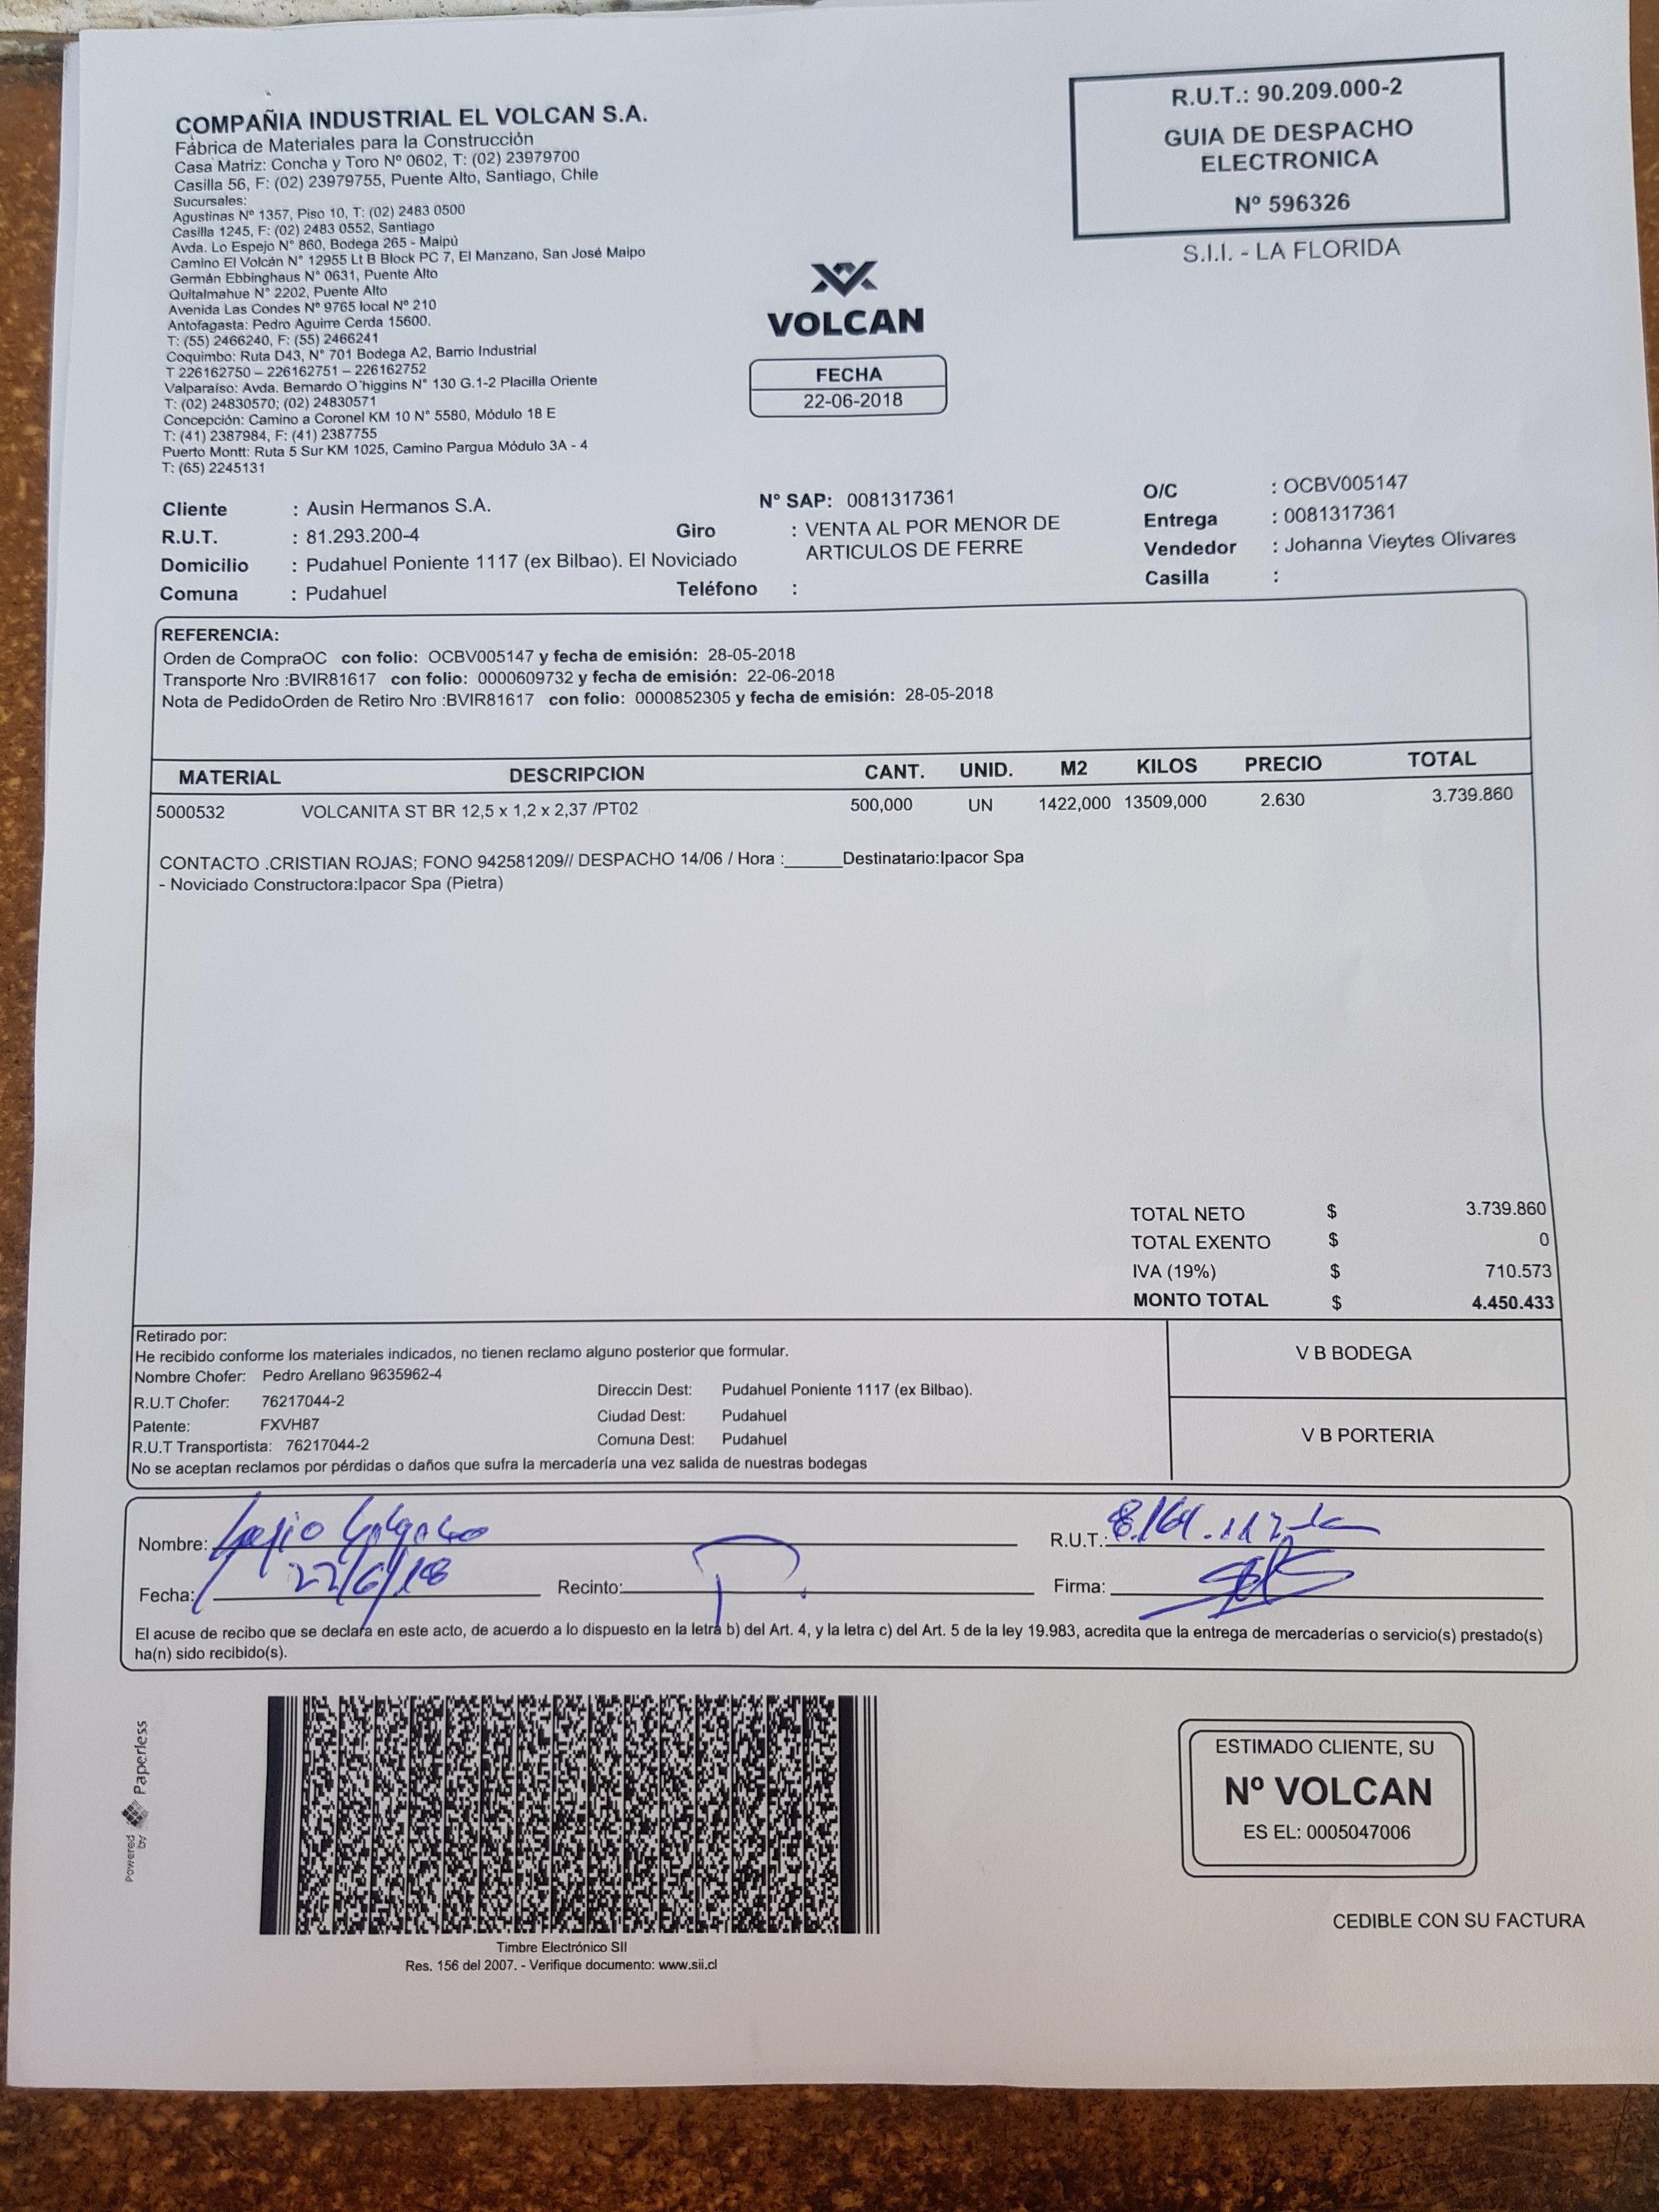 COMPAÑIA INDUSTRIAL EL VOLCAN S.A.
Fábrica de Materiales para la Construcción
Casa Matriz: Concha y Toro Nº 0602, T: (02) 23979700
Casilla 56, F: (02) 23979755, Puente Alto, Santiago, Chile
Sucursales:
Agustinas Nº 1357, Piso 10, T: (02) 2483 0500
Casilla 1245, F: (02) 2483 0552, Santiago
Avda. Lo Espejo N° 860, Bodega 265 - Maipú
Camino El Volcán N° 12955 Lt B Block PC 7, El Manzano, San José Maipo
Germán Ebbinghaus N° 0631, Puente Alto
Quitalmahue N° 2202, Puente Alto
Avenida Las Condes Nº 9765 local Nº 210
Antofagasta: Pedro Aguirre Cerda 15600.
T: (55) 2466240, F: (55) 2466241
Coquimbo: Ruta D43, N° 701 Bodega A2, Barrio Industrial
T 226162750 – 226162751 – 226162752
Valparaíso: Avda. Bernardo O'higgins N° 130 G.1-2 Placilla Oriente
T: (02) 24830570; (02) 24830571
Concepción: Camino a Coronel KM 10 N° 5580, Módulo 18 E
T: (41) 2387984, F: (41) 2387755
Puerto Montt: Ruta 5 Sur KM 1025, Camino Pargua Módulo 3A - 4
T: (65) 2245131
R.U.T.: 90.209.000-2
GUIA DE DESPACHO
ELECTRONICA
Nº 596326
S.I.I. - LA FLORIDA
VOLCAN
FECHA
22-06-2018
Cliente : Ausin Hermanos S.A. N° SAP: 0081317361 O/C : OCBV005147
R.U.T. : 81.293.200-4 Giro : VENTA AL POR MENOR DE Entrega : 0081317361
ARTICULOS DE FERRE
Domicilio : Pudahuel Poniente 1117 (ex Bilbao). El Noviciado Vendedor : Johanna Vieytes Olivares
Comuna : Pudahuel Teléfono : Casilla :
REFERENCIA:
Orden de CompraOC con folio: OCBV005147 y fecha de emisión: 28-05-2018
Transporte Nro :BVIR81617 con folio: 0000609732 y fecha de emisión: 22-06-2018
Nota de PedidoOrden de Retiro Nro :BVIR81617 con folio: 0000852305 y fecha de emisión: 28-05-2018
MATERIAL DESCRIPCION CANT. UNID. M2 KILOS PRECIO TOTAL
5000532 VOLCANITA ST BR 12,5 x 1,2 x 2,37 /PT02 500,000 UN 1422,000 13509,000 2.630 3.739.860
CONTACTO .CRISTIAN ROJAS; FONO 942581209// DESPACHO 14/06 / Hora :______Destinatario:Ipacor Spa
- Noviciado Constructora:Ipacor Spa (Pietra)
TOTAL NETO $ 3.739.860
TOTAL EXENTO $ 0
IVA (19%) $ 710.573
MONTO TOTAL $ 4.450.433
Retirado por:
He recibido conforme los materiales indicados, no tienen reclamo alguno posterior que formular.
Nombre Chofer: Pedro Arellano 9635962-4
R.U.T Chofer: 76217044-2
Patente: FXVH87
R.U.T Transportista: 76217044-2
Direccin Dest: Pudahuel Poniente 1117 (ex Bilbao).
Ciudad Dest: Pudahuel
Comuna Dest: Pudahuel
No se aceptan reclamos por pérdidas o daños que sufra la mercadería una vez salida de nuestras bodegas
V B BODEGA
V B PORTERIA
Nombre: R.U.T.:
Fecha: 22/6/18 Recinto: Firma:
El acuse de recibo que se declara en este acto, de acuerdo a lo dispuesto en la letra b) del Art. 4, y la letra c) del Art. 5 de la ley 19.983, acredita que la entrega de mercaderías o servicio(s) prestado(s)
ha(n) sido recibido(s).
Powered by Paperless
Timbre Electrónico SII
Res. 156 del 2007. - Verifique documento: www.sii.cl
ESTIMADO CLIENTE, SU
Nº VOLCAN
ES EL: 0005047006
CEDIBLE CON SU FACTURA